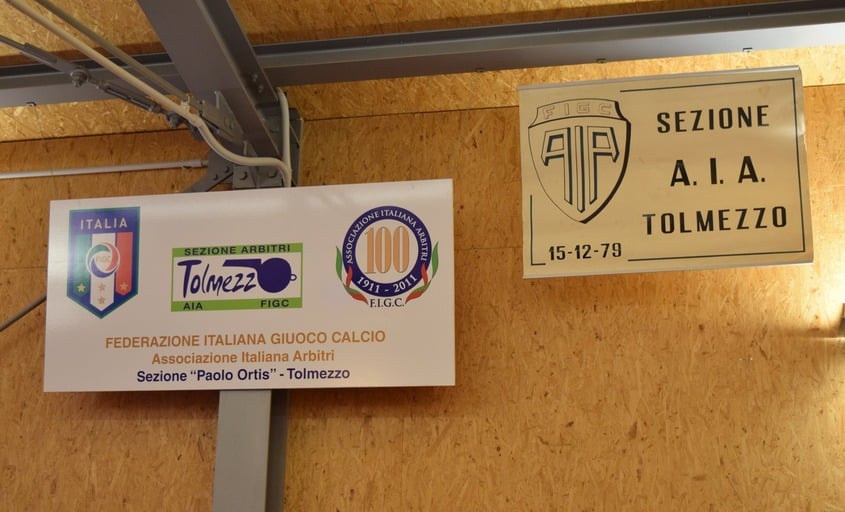 ITALIA
FIGC
SEZIONE ARBITRI
Tolmezzo
AIA FIGC
ASSOCIAZIONE ITALIANA ARBITRI
100
1911 - 2011
F.I.G.C.
FEDERAZIONE ITALIANA GIUOCO CALCIO
Associazione Italiana Arbitri
Sezione "Paolo Ortis" - Tolmezzo
FIGC
AIA
SEZIONE
A. I. A.
TOLMEZZO
15-12-79